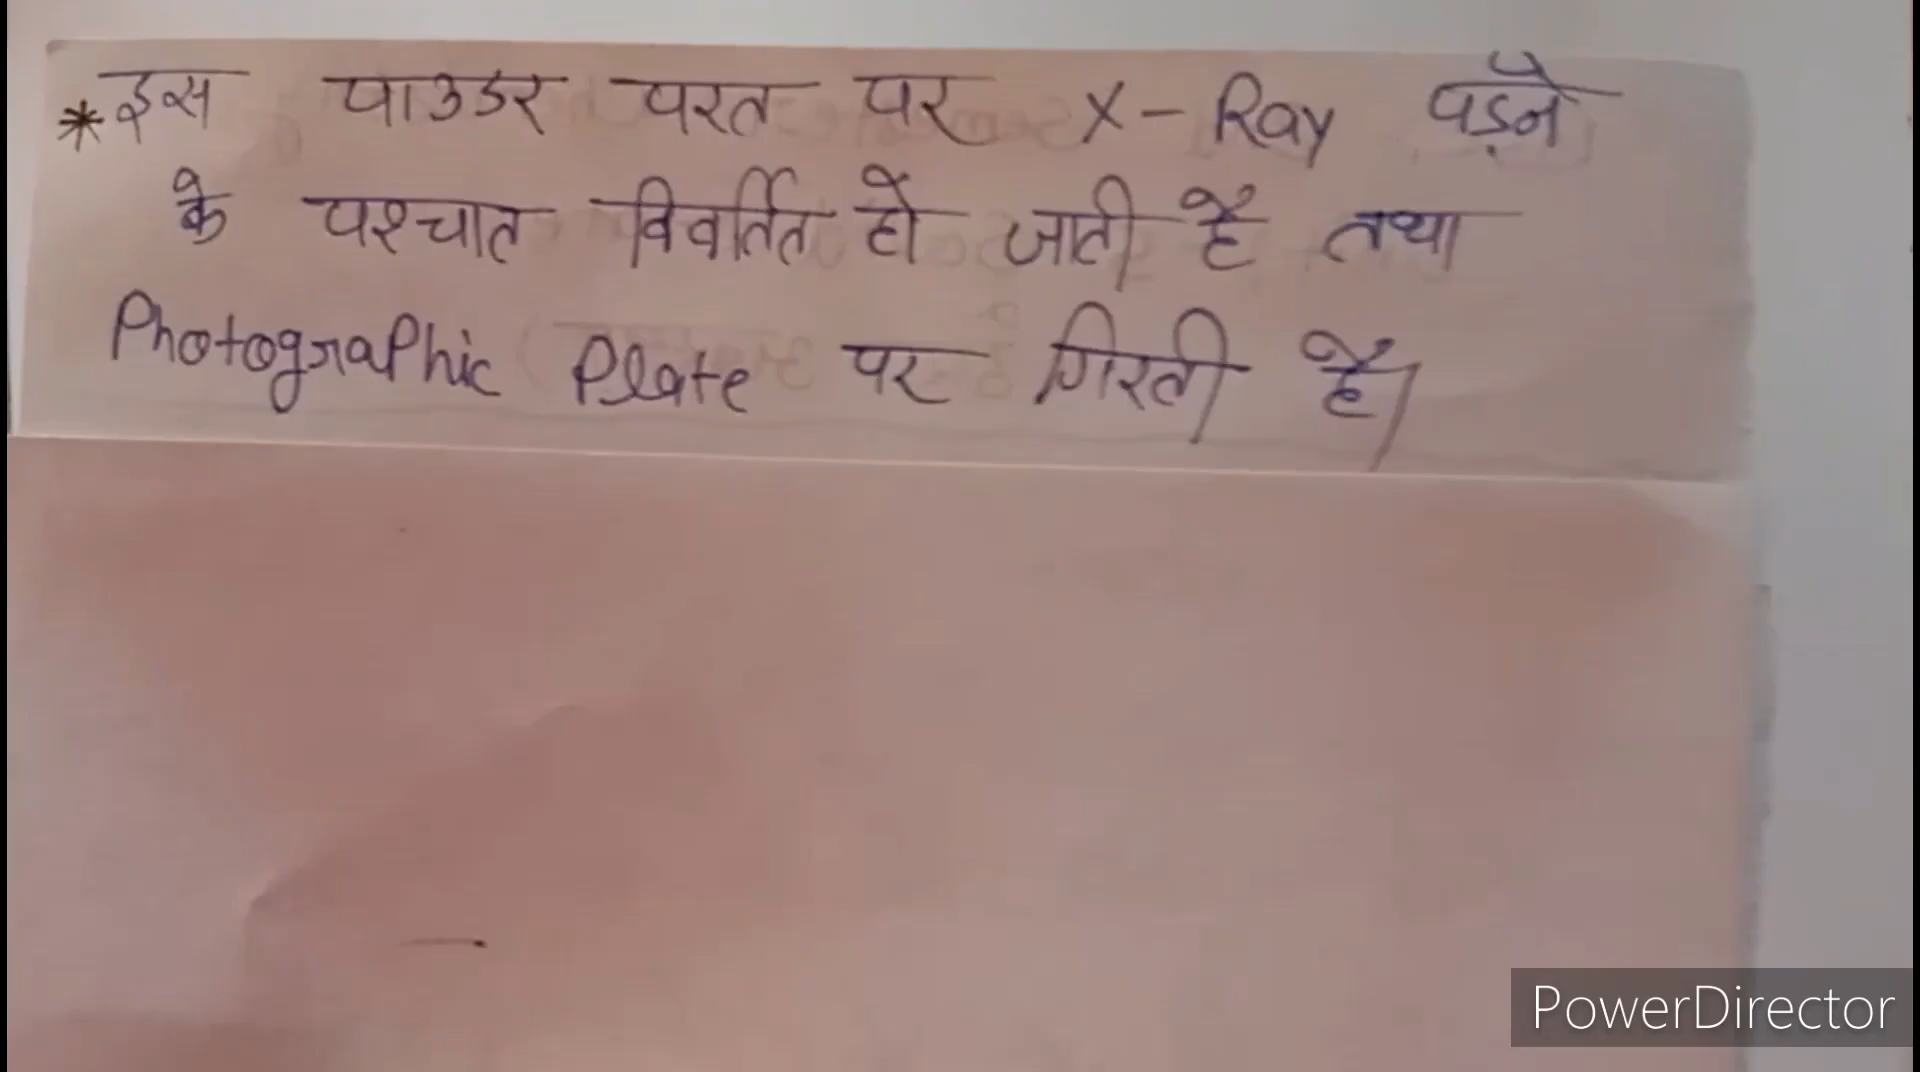 * इस पाउडर परत पर X-Ray पड़ने
के पश्चात विवर्तित हो जाती है तथा
Photographic Plate पर गिरती है।
PowerDirector